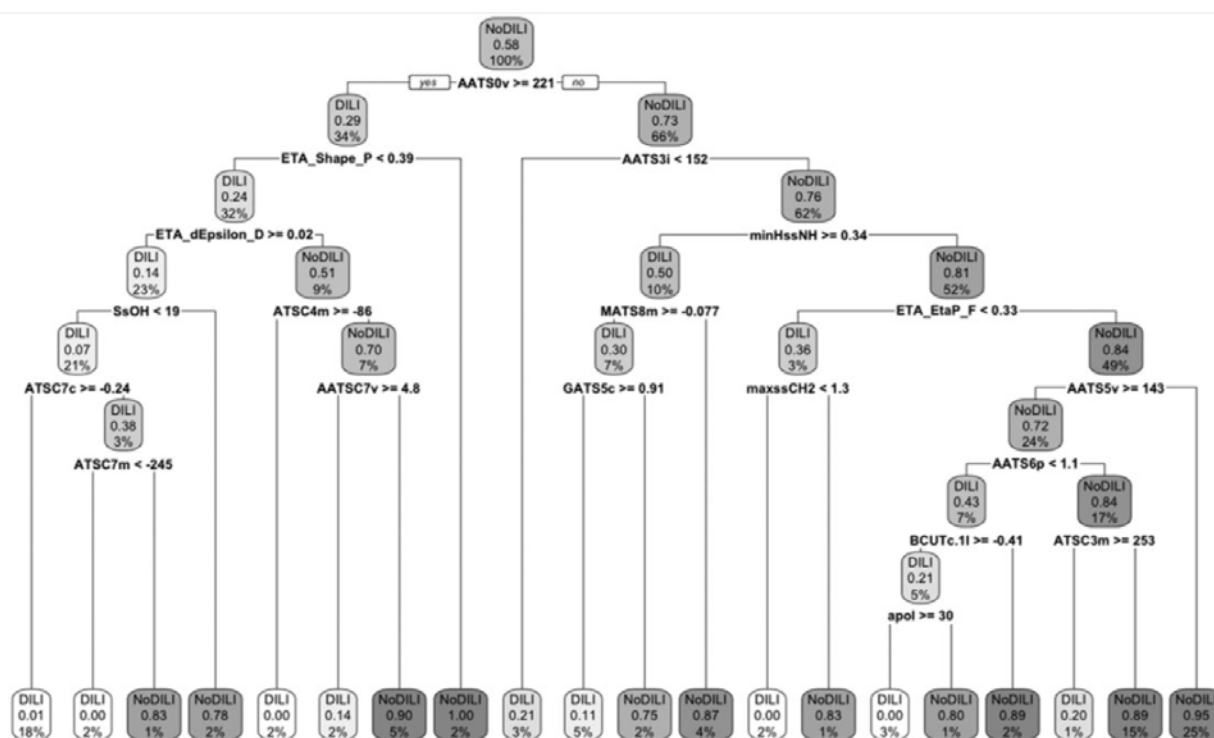 NoDILI
0.58
100%
yes AATS0v >= 221 no
DILI NoDILI
0.29 0.73
34% 66%
ETA_Shape_P < 0.39 AATS3i < 152
DILI NoDILI
0.24 0.76
32% 62%
ETA_dEpsilon_D >= 0.02 minHssNH >= 0.34
DILI NoDILI DILI NoDILI
0.14 0.51 0.50 0.81
23% 9% 10% 52%
SsOH < 19 ATSC4m >= -86 MATS8m >= -0.077 ETA_EtaP_F < 0.33
DILI NoDILI DILI DILI NoDILI
0.07 0.70 0.30 0.36 0.84
21% 7% 7% 3% 49%
ATSC7c >= -0.24 AATSC7v >= 4.8 GATS5c >= 0.91 maxssCH2 < 1.3 AATS5v >= 143
DILI NoDILI
0.38 0.72
3% 24%
ATSC7m < -245 AATS6p < 1.1
DILI NoDILI
0.43 0.84
7% 17%
BCUTc.1l >= -0.41 ATSC3m >= 253
DILI
0.21
5%
apol >= 30
DILI DILI NoDILI NoDILI DILI DILI NoDILI NoDILI DILI DILI NoDILI NoDILI DILI NoDILI DILI NoDILI NoDILI DILI NoDILI NoDILI
0.01 0.00 0.83 0.78 0.00 0.14 0.90 1.00 0.21 0.11 0.75 0.87 0.00 0.83 0.00 0.80 0.89 0.20 0.89 0.95
18% 2% 1% 2% 2% 2% 5% 2% 3% 5% 2% 4% 2% 1% 3% 1% 2% 1% 15% 25%